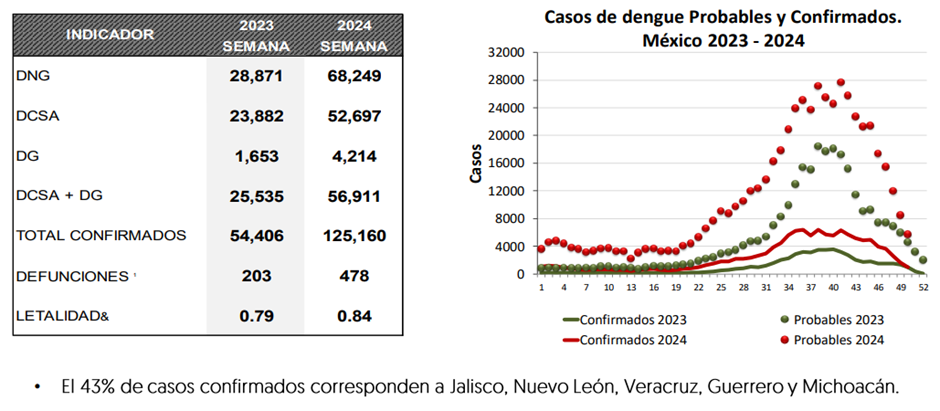 INDICADOR 2023 SEMANA 2024 SEMANA
DNG 28,871 68,249
DCSA 23,882 52,697
DG 1,653 4,214
DCSA + DG 25,535 56,911
TOTAL CONFIRMADOS 54,406 125,160
DEFUNCIONES ¹ 203 478
LETALIDAD& 0.79 0.84
Casos de dengue Probables y Confirmados.
México 2023 - 2024
Casos
32000
28000
24000
20000
16000
12000
8000
4000
0
1 4 7 10 13 16 19 22 25 28 31 34 37 40 43 46 49 52
Confirmados 2023 Probables 2023
Confirmados 2024 Probables 2024
• El 43% de casos confirmados corresponden a Jalisco, Nuevo León, Veracruz, Guerrero y Michoacán.